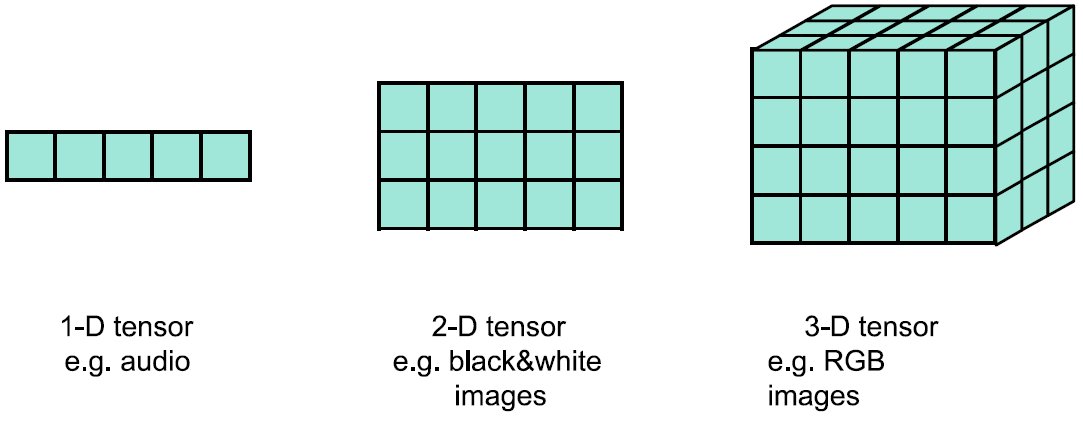 1-D tensor
e.g. audio
2-D tensor
e.g. black&white
images
3-D tensor
e.g. RGB
images